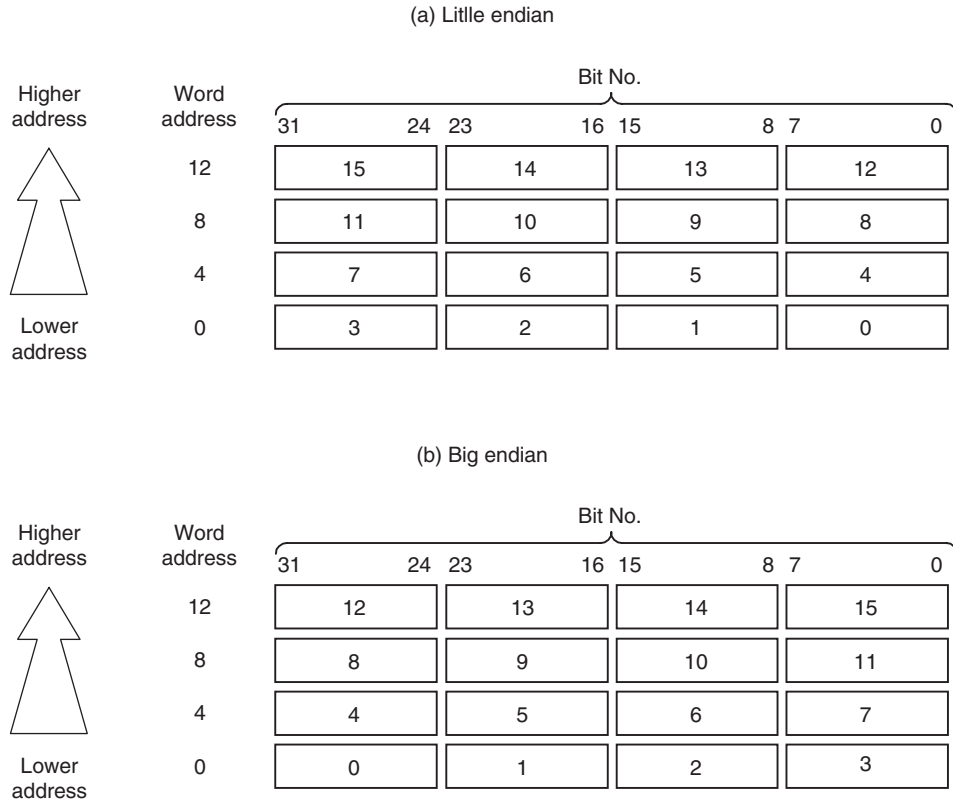 (a) Litlle endian
Bit No.
Higher address
Word address
31 24 23 16 15 8 7 0
12 15 14 13 12
8 11 10 9 8
4 7 6 5 4
0 3 2 1 0
Lower address
(b) Big endian
Bit No.
Higher address
Word address
31 24 23 16 15 8 7 0
12 12 13 14 15
8 8 9 10 11
4 4 5 6 7
0 0 1 2 3
Lower address